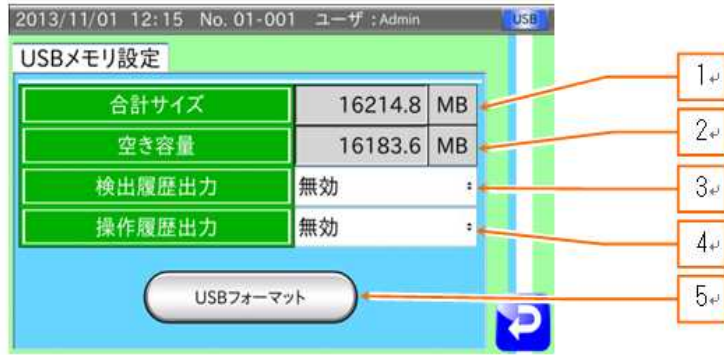 2013/11/01 12:15 No. 01-001 ユーザ :Admin USB
USBメモリ設定
合計サイズ 16214.8 MB 1
空き容量 16183.6 MB 2
検出履歴出力 無効 3
操作履歴出力 無効 4
USBフォーマット 5